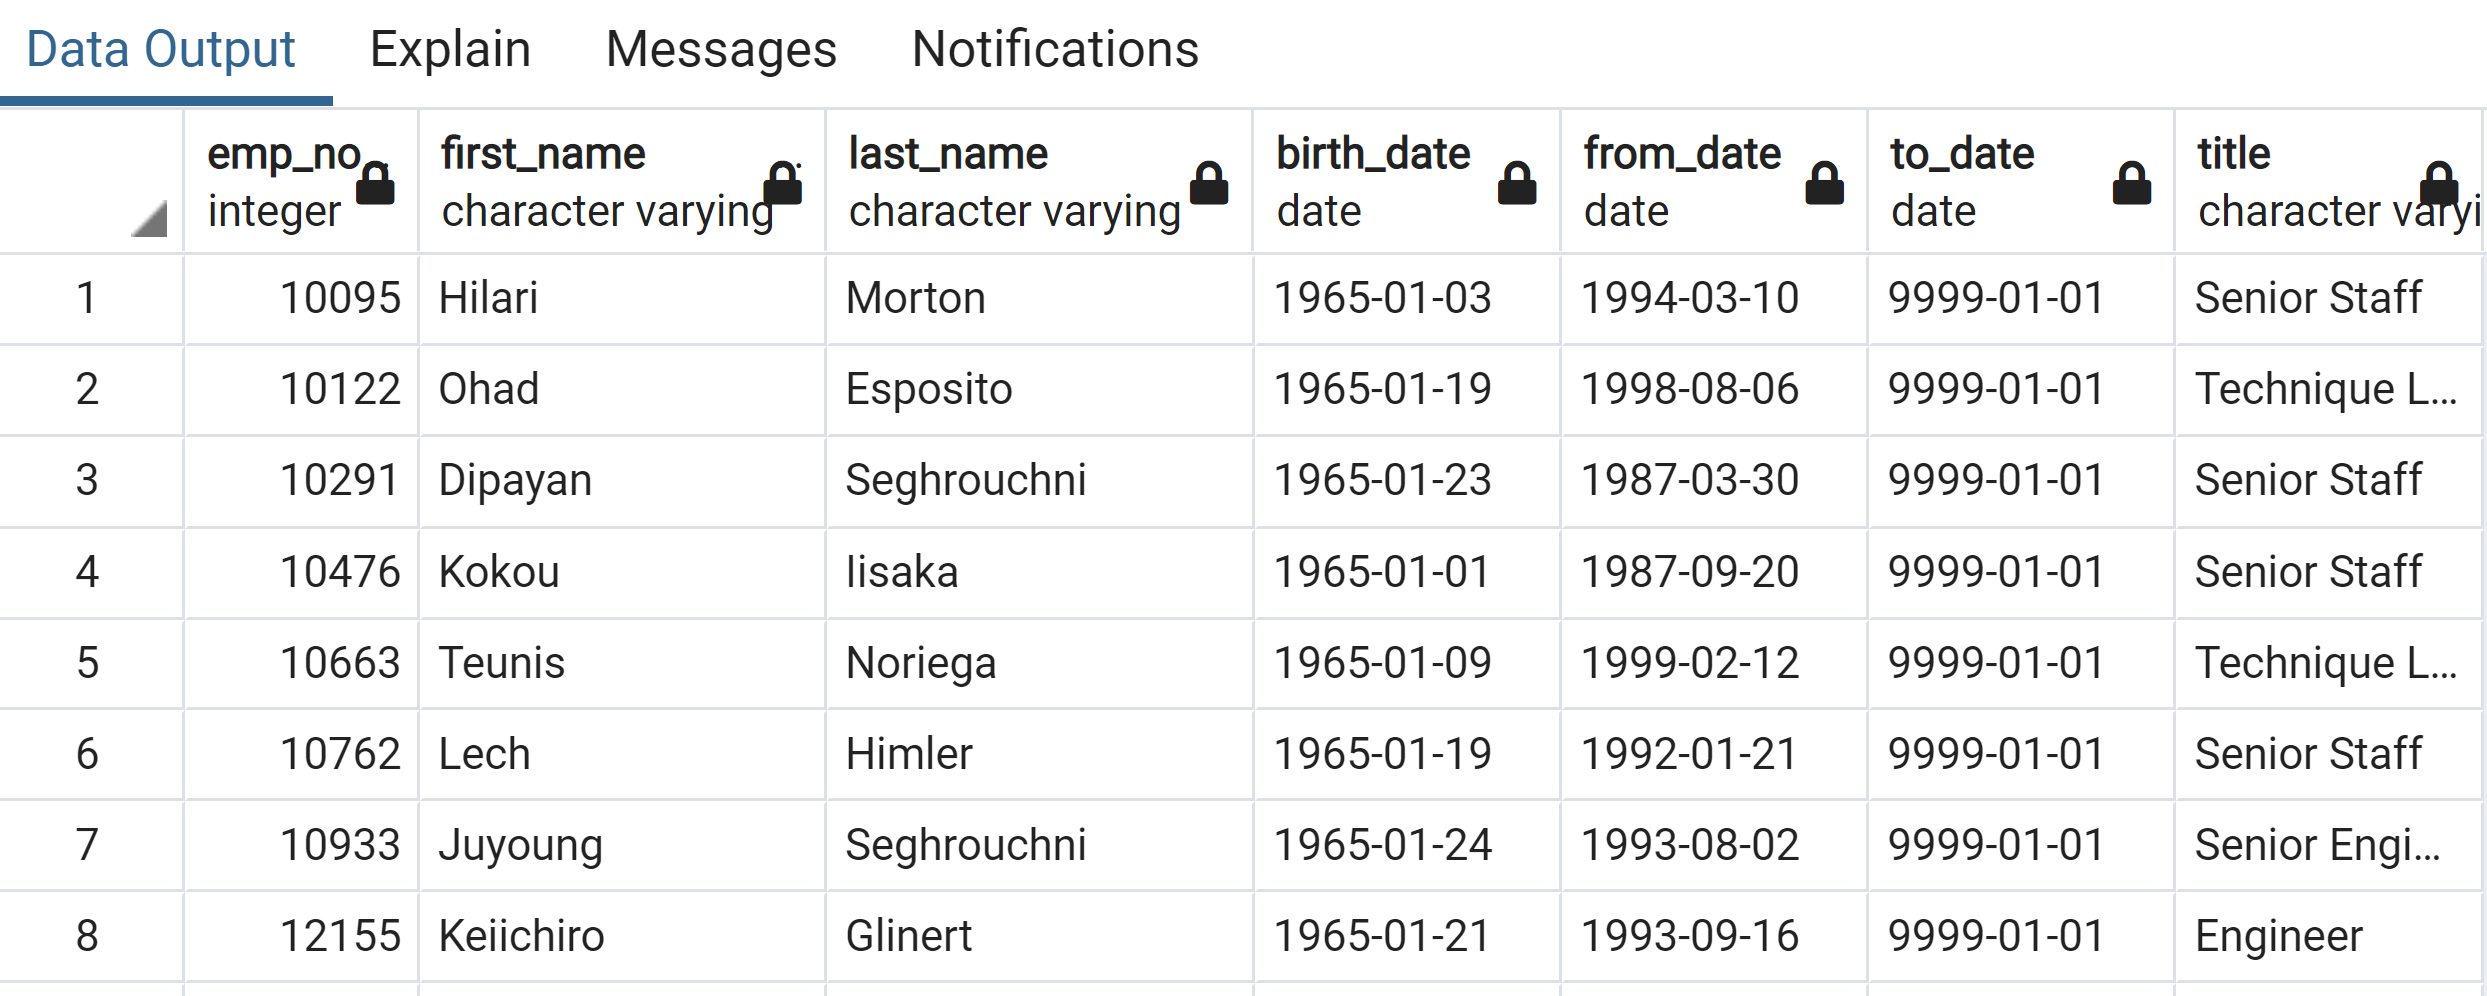 Data Output Explain Messages Notifications
emp_no first_name last_name birth_date from_date to_date title
integer character varying character varying date date date character varyi
1 10095 Hilari Morton 1965-01-03 1994-03-10 9999-01-01 Senior Staff
2 10122 Ohad Esposito 1965-01-19 1998-08-06 9999-01-01 Technique L...
3 10291 Dipayan Seghrouchni 1965-01-23 1987-03-30 9999-01-01 Senior Staff
4 10476 Kokou Iisaka 1965-01-01 1987-09-20 9999-01-01 Senior Staff
5 10663 Teunis Noriega 1965-01-09 1999-02-12 9999-01-01 Technique L...
6 10762 Lech Himler 1965-01-19 1992-01-21 9999-01-01 Senior Staff
7 10933 Juyoung Seghrouchni 1965-01-24 1993-08-02 9999-01-01 Senior Engi...
8 12155 Keiichiro Glinert 1965-01-21 1993-09-16 9999-01-01 Engineer